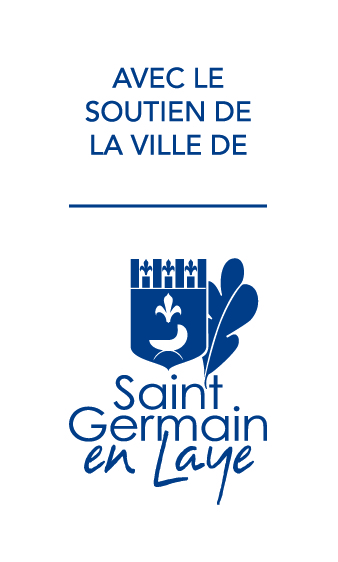 AVEC LE
SOUTIEN DE
LA VILLE DE
Saint
Germain
en Laye